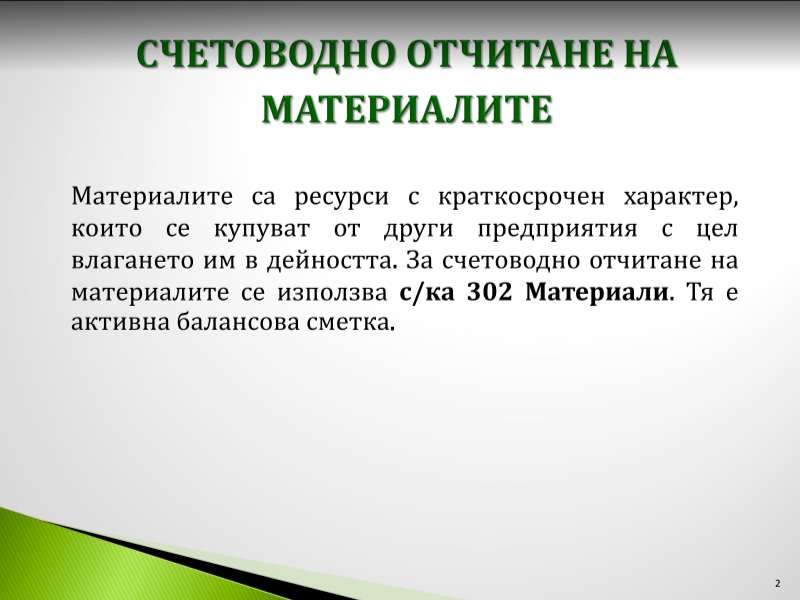 СЧЕТОВОДНО ОТЧИТАНЕ НА
МАТЕРИАЛИТЕ
Материалите са ресурси с краткосрочен характер,
които се купуват от други предприятия с цел
влагането им в дейността. За счетоводно отчитане на
материалите се използва с/ка 302 Материали. Тя е
активна балансова сметка.
2